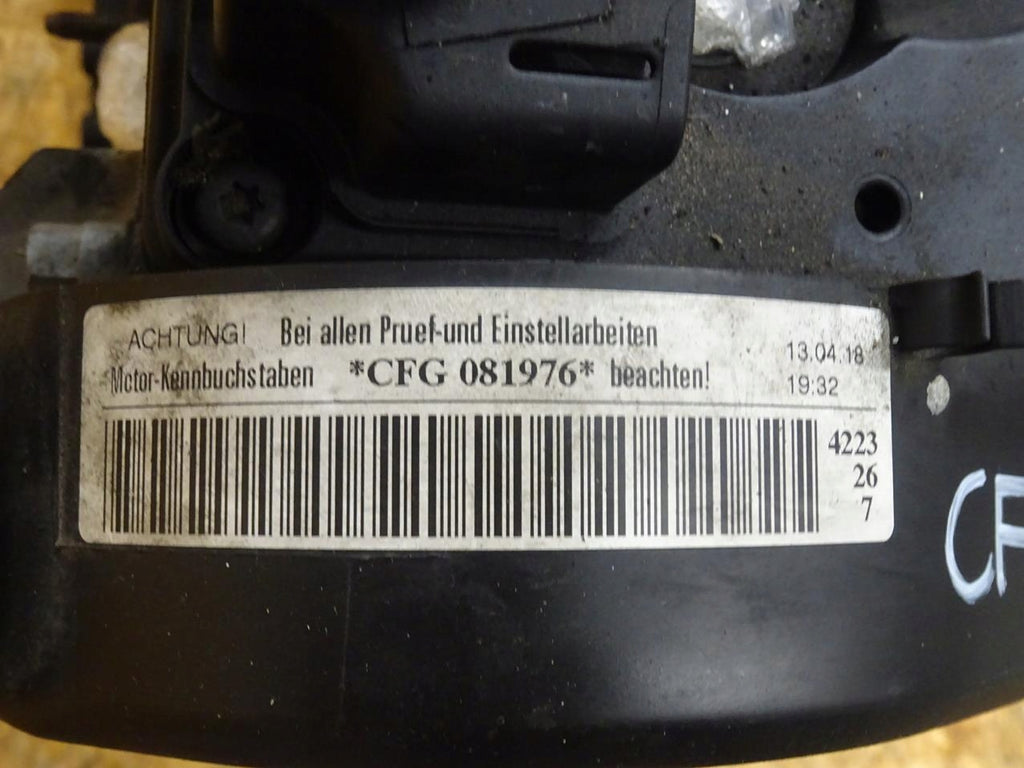 ACHTUNG! Bei allen Pruef-und Einstellarbeiten
Motor-Kennbuchstaben *CFG 081976* beachten!
13.04.18
19:32
4223
26
7
CF